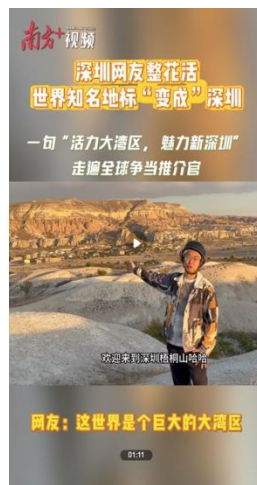 南方+视频
深圳网友整花活
世界知名地标“变成”深圳
一句“活力大湾区，魅力新深圳”
走遍全球争当推介官
欢迎来到深圳梧桐山哈哈
网友：这世界是个巨大的大湾区
01:11